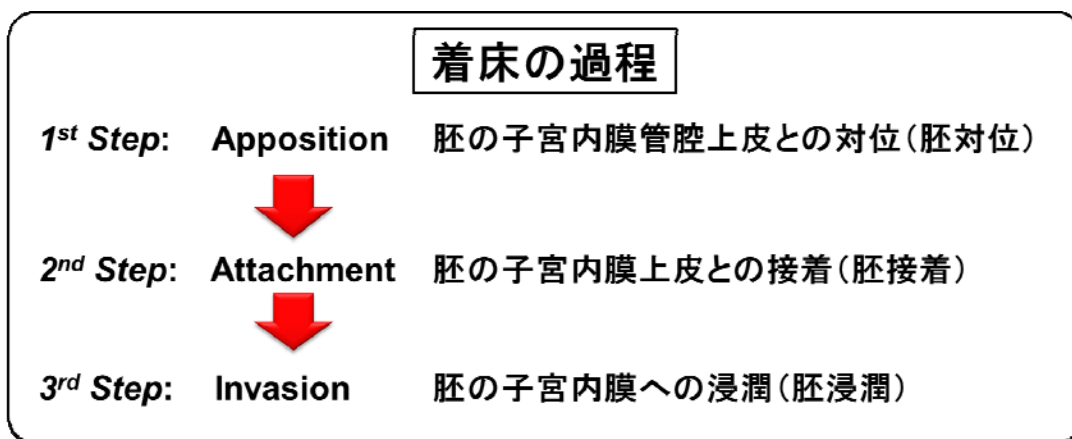 着床の過程
1st Step: Apposition 胚の子宮内膜管腔上皮との対位(胚対位)
2nd Step: Attachment 胚の子宮内膜上皮との接着(胚接着)
3rd Step: Invasion 胚の子宮内膜への浸潤(胚浸潤)